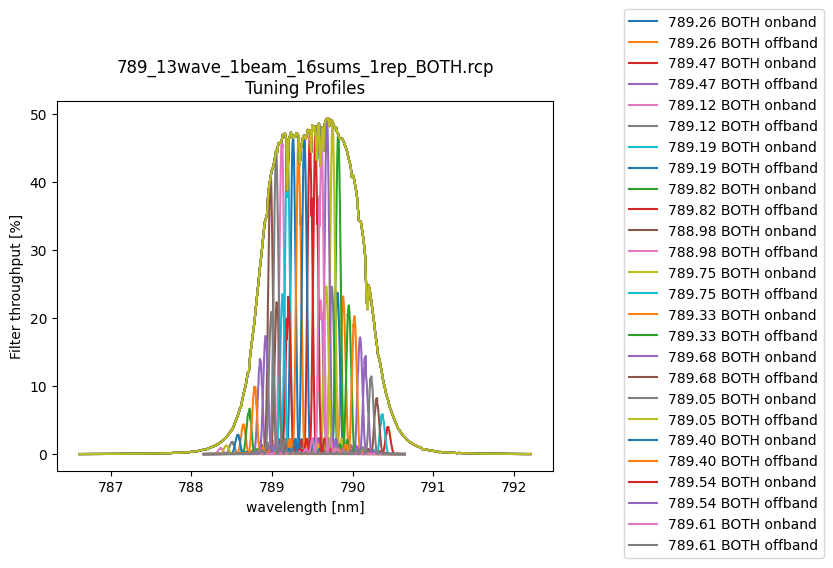 789_13wave_1beam_16sums_1rep_BOTH.rcp
Tuning Profiles
Filter throughput [%]
50
40
30
20
10
0
787 788 789 790 791 792
wavelength [nm]
789.26 BOTH onband
789.26 BOTH offband
789.47 BOTH onband
789.47 BOTH offband
789.12 BOTH onband
789.12 BOTH offband
789.19 BOTH onband
789.19 BOTH offband
789.82 BOTH onband
789.82 BOTH offband
788.98 BOTH onband
788.98 BOTH offband
789.75 BOTH onband
789.75 BOTH offband
789.33 BOTH onband
789.33 BOTH offband
789.68 BOTH onband
789.68 BOTH offband
789.05 BOTH onband
789.05 BOTH offband
789.40 BOTH onband
789.40 BOTH offband
789.54 BOTH onband
789.54 BOTH offband
789.61 BOTH onband
789.61 BOTH offband